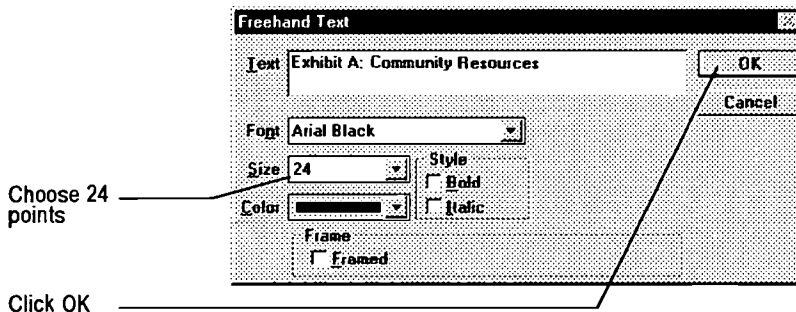 Freehand Text
Text Exhibit A: Community Resources
OK
Cancel
Font Arial Black
Size 24
Style
Bold
Color
Italic
Frame
Framed
Choose 24
points
Click OK